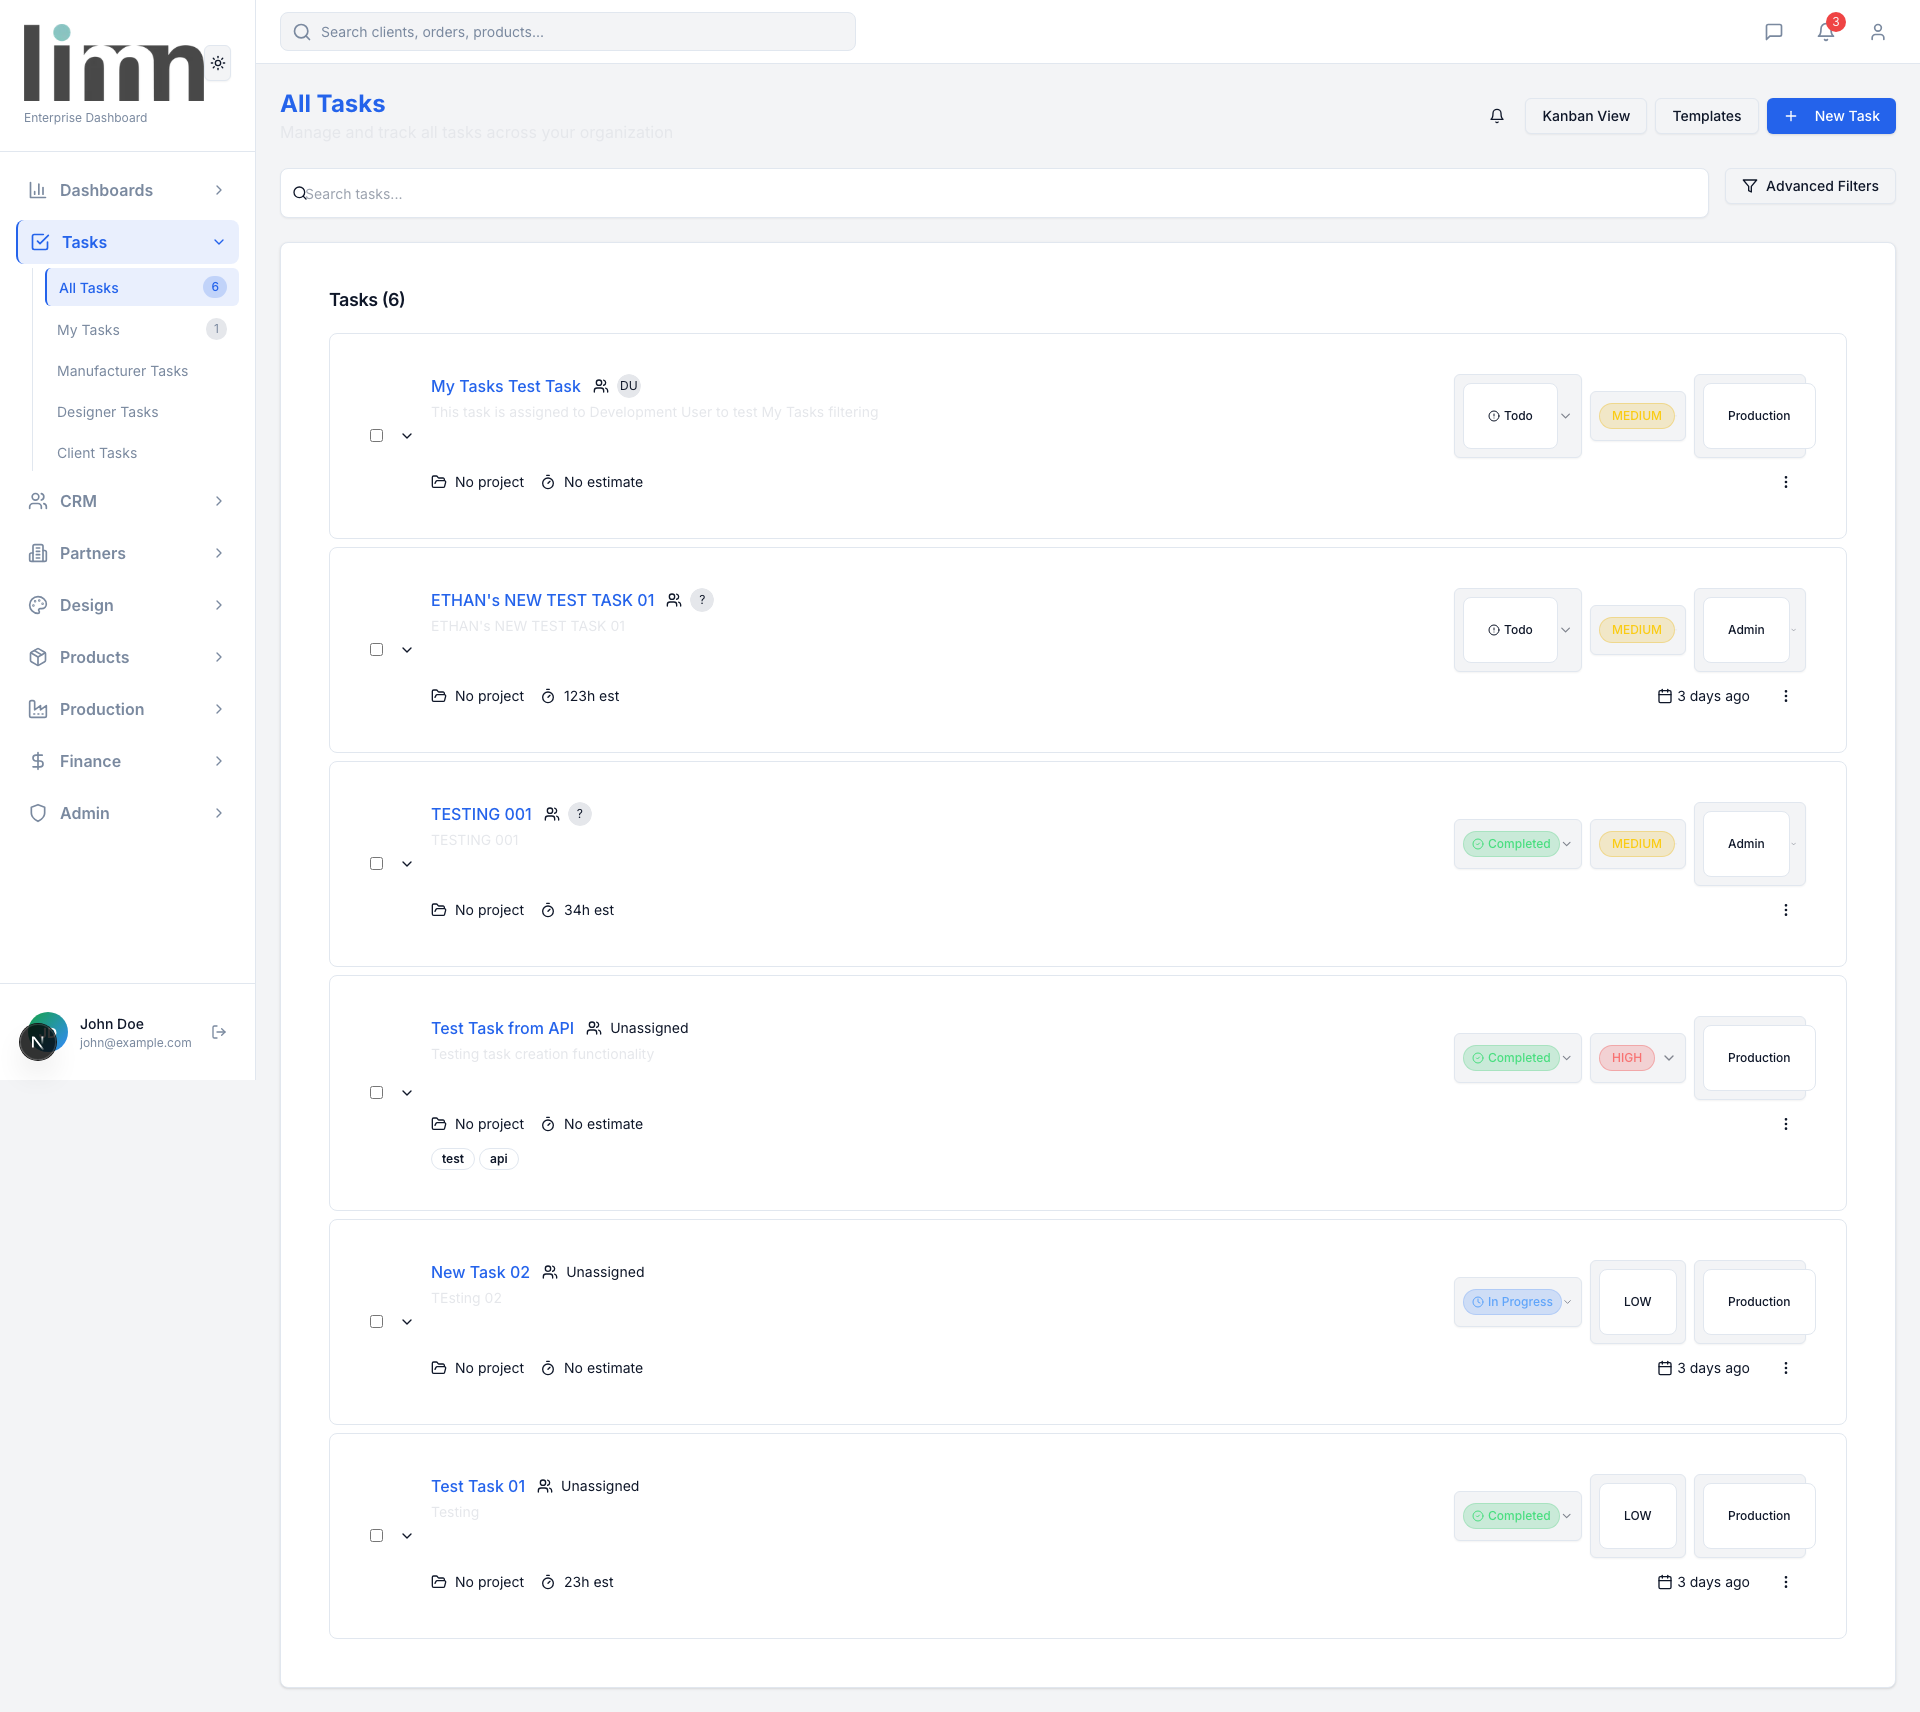 limn
Enterprise Dashboard
Dashboards
Tasks
All Tasks 6
My Tasks 1
Manufacturer Tasks
Designer Tasks
Client Tasks
CRM
Partners
Design
Products
Production
Finance
Admin
N
John Doe
john@example.com
Search clients, orders, products...
3
All Tasks
Manage and track all tasks across your organization
Kanban View
Templates
New Task
Search tasks...
Advanced Filters
Tasks (6)
My Tasks Test Task DU
This task is assigned to Development User to test My Tasks filtering
Todo MEDIUM Production
No project No estimate
ETHAN's NEW TEST TASK 01 ?
ETHAN's NEW TEST TASK 01
Todo MEDIUM Admin
No project 123h est 3 days ago
TESTING 001 ?
TESTING 001
Completed MEDIUM Admin
No project 34h est
Test Task from API Unassigned
Testing task creation functionality
Completed HIGH Production
No project No estimate
test api
New Task 02 Unassigned
TEsting 02
In Progress LOW Production
No project No estimate 3 days ago
Test Task 01 Unassigned
Testing
Completed LOW Production
No project 23h est 3 days ago